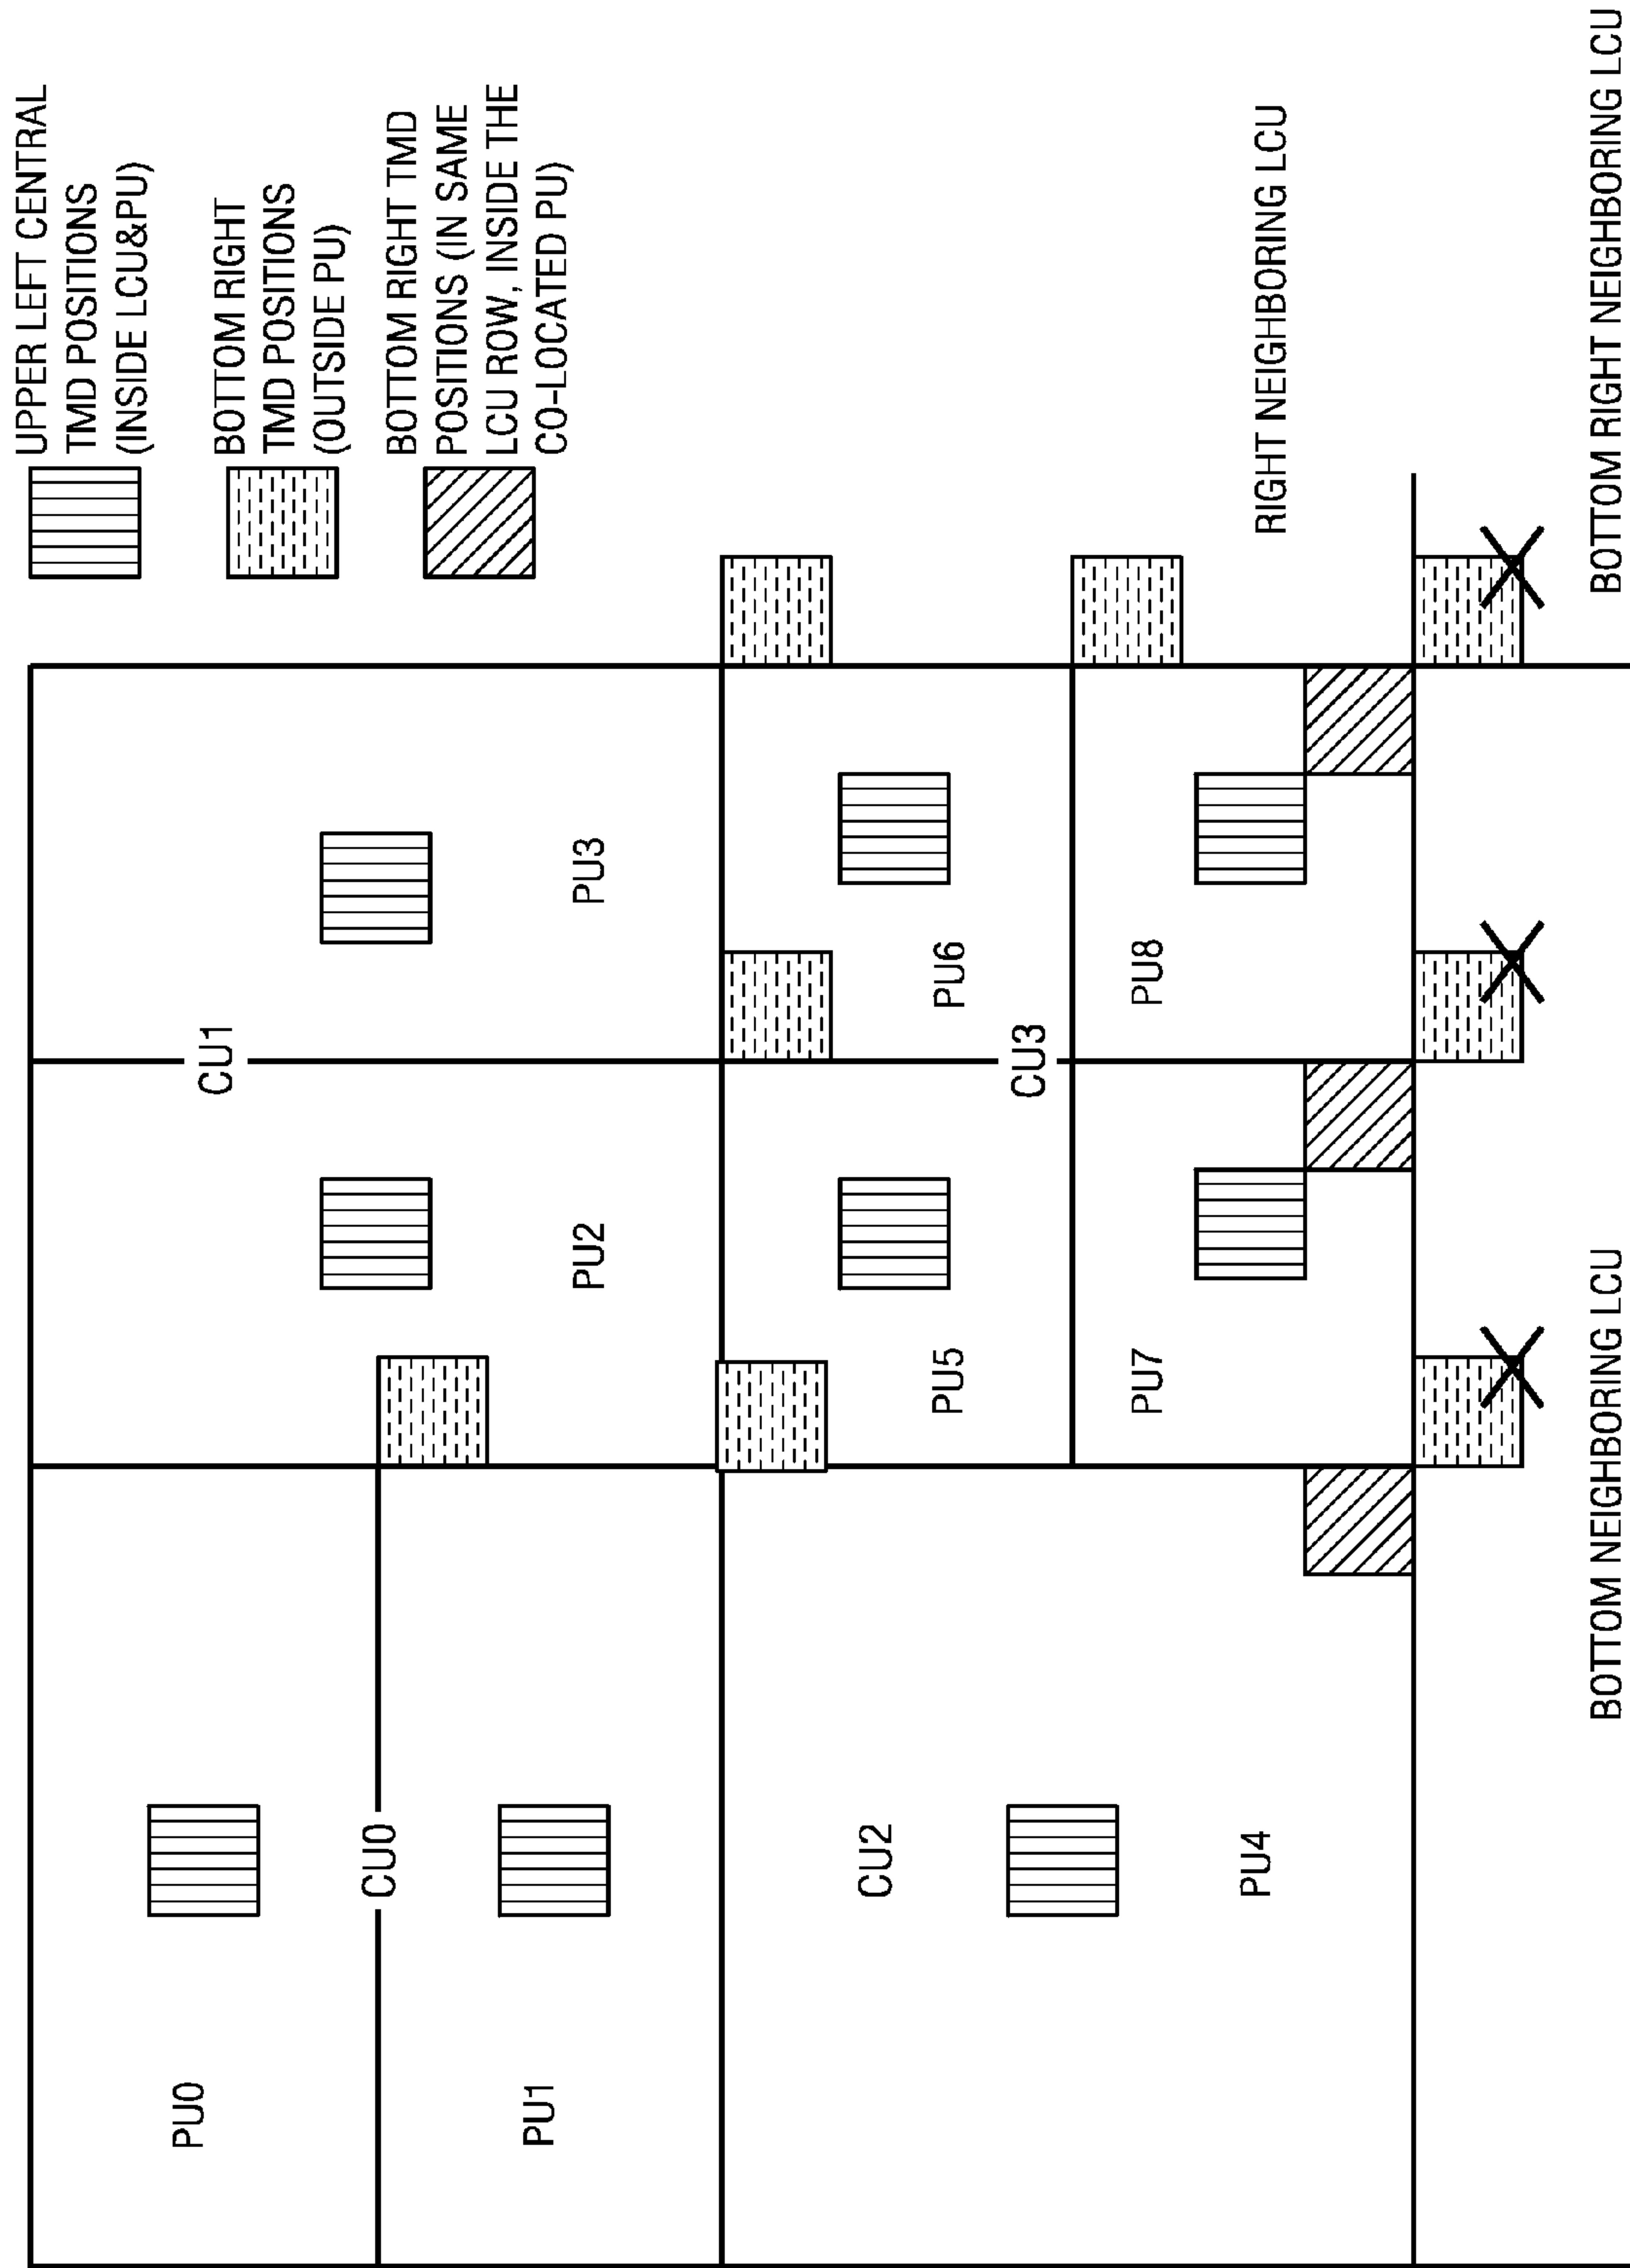 UPPER LEFT CENTRAL
TMD POSITIONS
(INSIDE LCU&PU)
BOTTOM RIGHT
TMD POSITIONS
(OUTSIDE PU)
BOTTOM RIGHT TMD
POSITIONS (IN SAME
LCU ROW, INSIDE THE
CO-LOCATED PU)
PU0
CU0
PU1
CU1
PU2
PU3
CU2
PU4
PU5
PU6
CU3
PU7
PU8
RIGHT NEIGHBORING LCU
BOTTOM NEIGHBORING LCU
BOTTOM RIGHT NEIGHBORING LCU